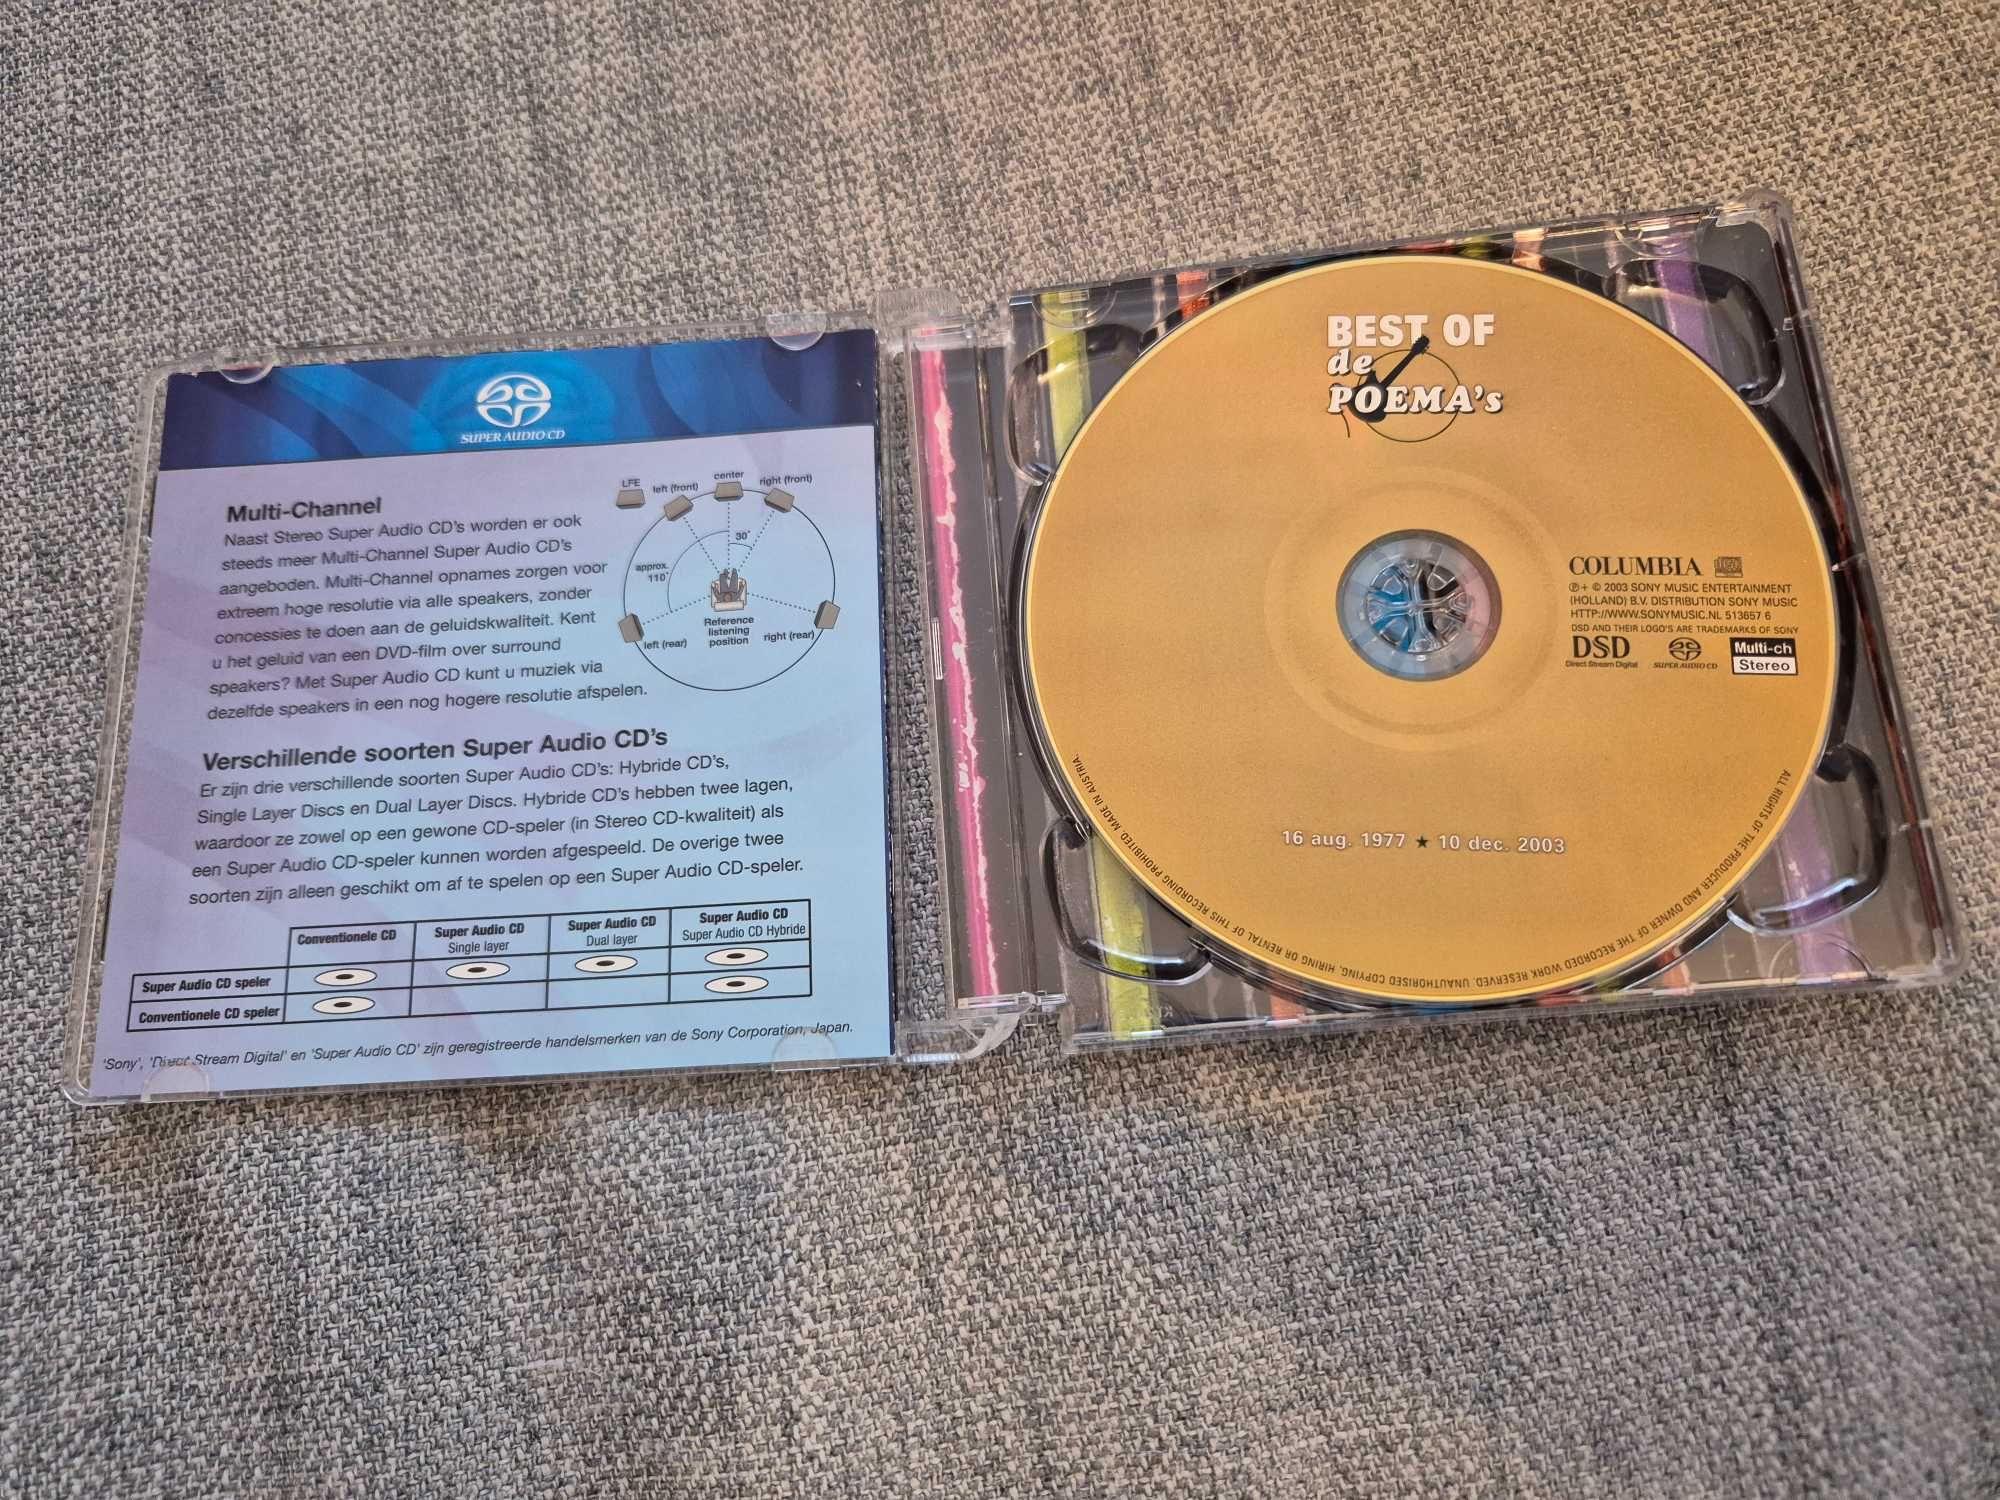 SUPER AUDIO CD
Multi-Channel
Naast Stereo Super Audio CD's worden er ook
steeds meer Multi-Channel Super Audio CD's
aangeboden. Multi-Channel opnames zorgen voor
extreem hoge resolutie via alle speakers, zonder
concessies te doen aan de geluidskwaliteit. Kent
u het geluid van een DVD-film over surround
speakers? Met Super Audio CD kunt u muziek via
dezelfde speakers in een nog hogere resolutie afspelen.
LFE
left (front)
center
right (front)
30°
approx.
110°
Reference
listening
position
left (rear)
right (rear)
Verschillende soorten Super Audio CD's
Er zijn drie verschillende soorten Super Audio CD's: Hybride CD's,
Single Layer Discs en Dual Layer Discs. Hybride CD's hebben twee lagen,
waardoor ze zowel op een gewone CD-speler (in Stereo CD-kwaliteit) als
een Super Audio CD-speler kunnen worden afgespeeld. De overige twee
soorten zijn alleen geschikt om af te spelen op een Super Audio CD-speler.
Conventionele CD
Super Audio CD
Single layer
Super Audio CD
Dual layer
Super Audio CD
Super Audio CD Hybride
Super Audio CD speler
Conventionele CD speler
'Sony', 'Direct Stream Digital' en 'Super Audio CD' zijn geregistreerde handelsmerken van de Sony Corporation, Japan.
BEST OF
de
POEMA's
COLUMBIA
℗ + © 2003 SONY MUSIC ENTERTAINMENT
(HOLLAND) B.V. DISTRIBUTION SONY MUSIC
HTTP://WWW.SONYMUSIC.NL 513657 6
DSD AND THEIR LOGO'S ARE TRADEMARKS OF SONY
DSD
Direct Stream Digital
SUPER AUDIO CD
Multi-ch
Stereo
16 aug. 1977 ★ 10 dec. 2003
ALL RIGHTS OF THE PRODUCER AND OWNER OF THE RECORDED WORK RESERVED. UNAUTHORISED COPYING, HIRING OR RENTAL OF THIS RECORDING PROHIBITED. MADE IN AUSTRIA.